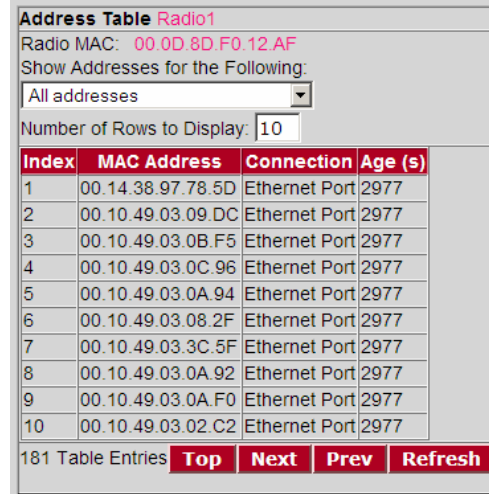 Address Table Radio1
Radio MAC: 00.0D.8D.F0.12.AF
Show Addresses for the Following:
All addresses
Number of Rows to Display: 10
Index MAC Address Connection Age (s)
1 00.14.38.97.78.5D Ethernet Port 2977
2 00.10.49.03.09.DC Ethernet Port 2977
3 00.10.49.03.0B.F5 Ethernet Port 2977
4 00.10.49.03.0C.96 Ethernet Port 2977
5 00.10.49.03.0A.94 Ethernet Port 2977
6 00.10.49.03.08.2F Ethernet Port 2977
7 00.10.49.03.3C.5F Ethernet Port 2977
8 00.10.49.03.0A.92 Ethernet Port 2977
9 00.10.49.03.0A.F0 Ethernet Port 2977
10 00.10.49.03.02.C2 Ethernet Port 2977
181 Table Entries Top Next Prev Refresh